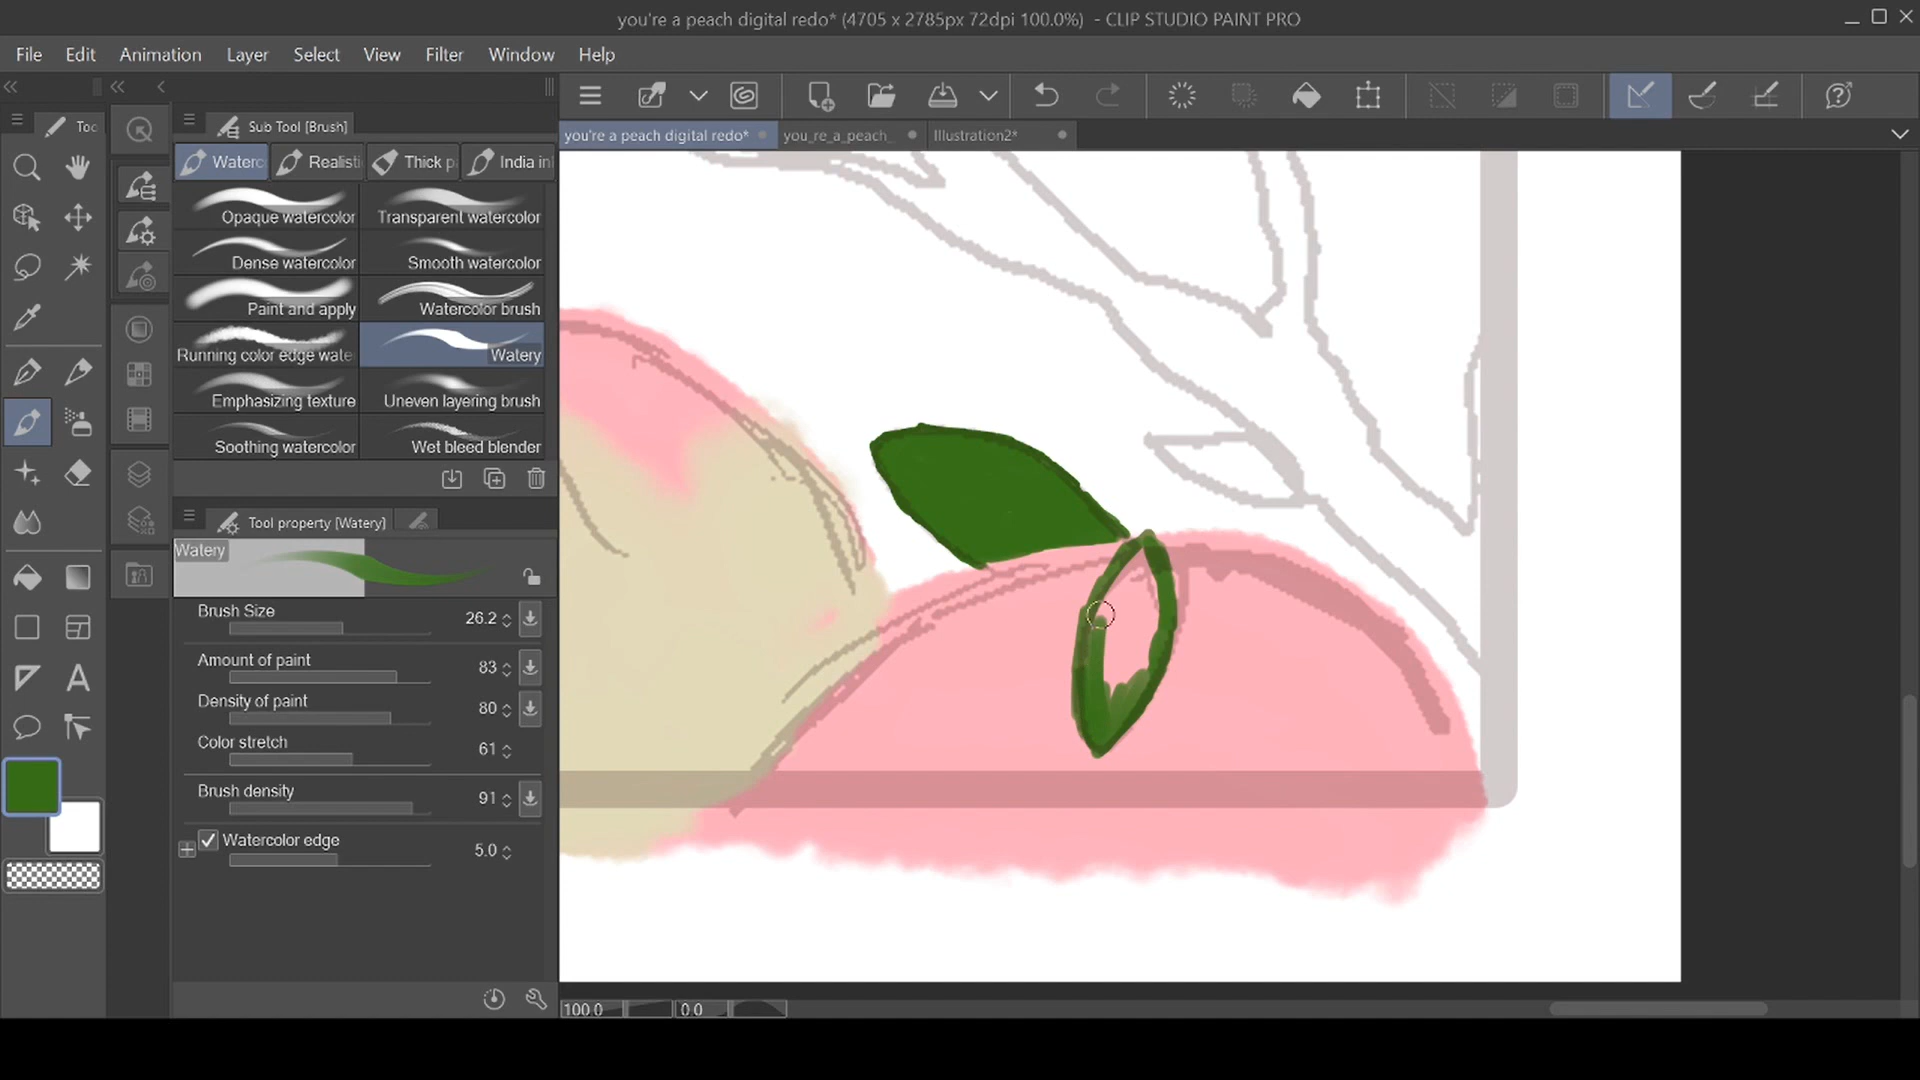 you're a peach digital redo* (4705 x 2785px 72dpi 100.0%) - CLIP STUDIO PAINT PRO
File Edit Animation Layer Select View Filter Window Help
Toc
Sub Tool [Brush]
you're a peach digital redo* you_re_a_peach_ Illustration2*
Waterc Realisti Thick p India in
Opaque watercolor Transparent watercolor
Dense watercolor Smooth watercolor
Paint and apply Watercolor brush
Running color edge wate Watery
Emphasizing texture Uneven layering brush
Soothing watercolor Wet bleed blender
Tool property [Watery]
Watery
Brush Size 26.2
Amount of paint 83
Density of paint 80
Color stretch 61
Brush density 91
Watercolor edge 5.0
A
100.0 0.0